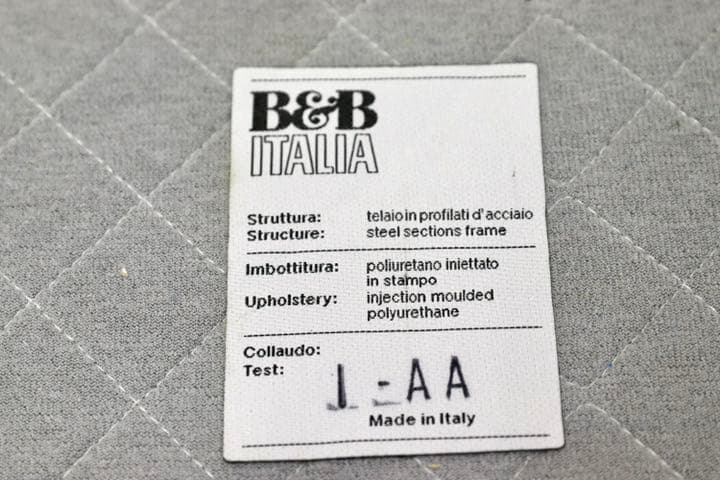 B&B
ITALIA
Struttura: telaio in profilati d'acciaio
Structure: steel sections frame
Imbottitura: poliuretano iniettato
in stampo
Upholstery: injection moulded
polyurethane
Collaudo:
Test:
- A A
Made in Italy